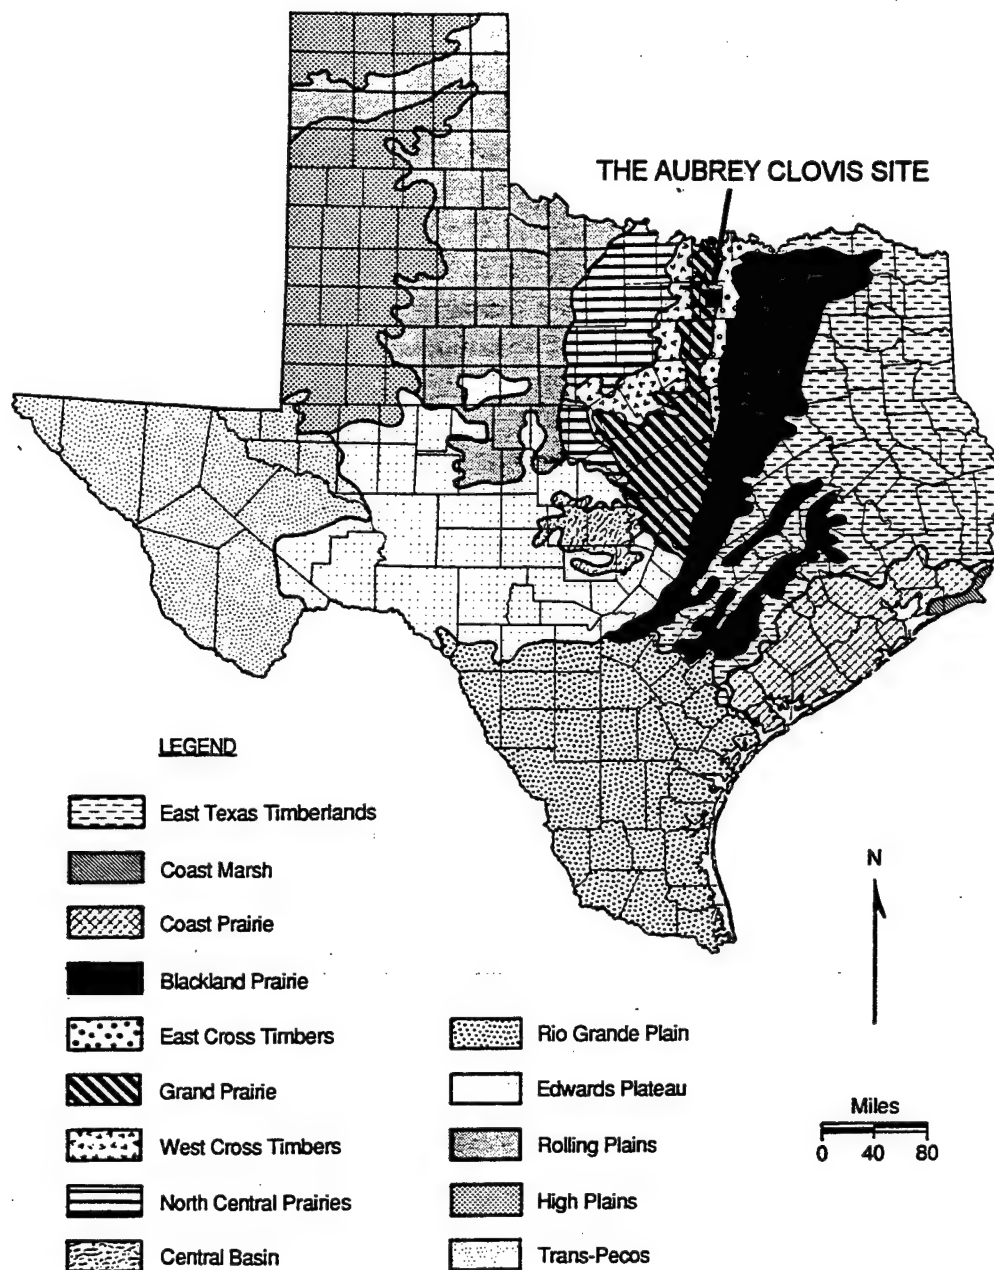 THE AUBREY CLOVIS SITE
LEGEND
East Texas Timberlands
Coast Marsh
Coast Prairie
Blackland Prairie
East Cross Timbers
Grand Prairie
West Cross Timbers
North Central Prairies
Central Basin
Rio Grande Plain
Edwards Plateau
Rolling Plains
High Plains
Trans-Pecos
N
Miles
0 40 80